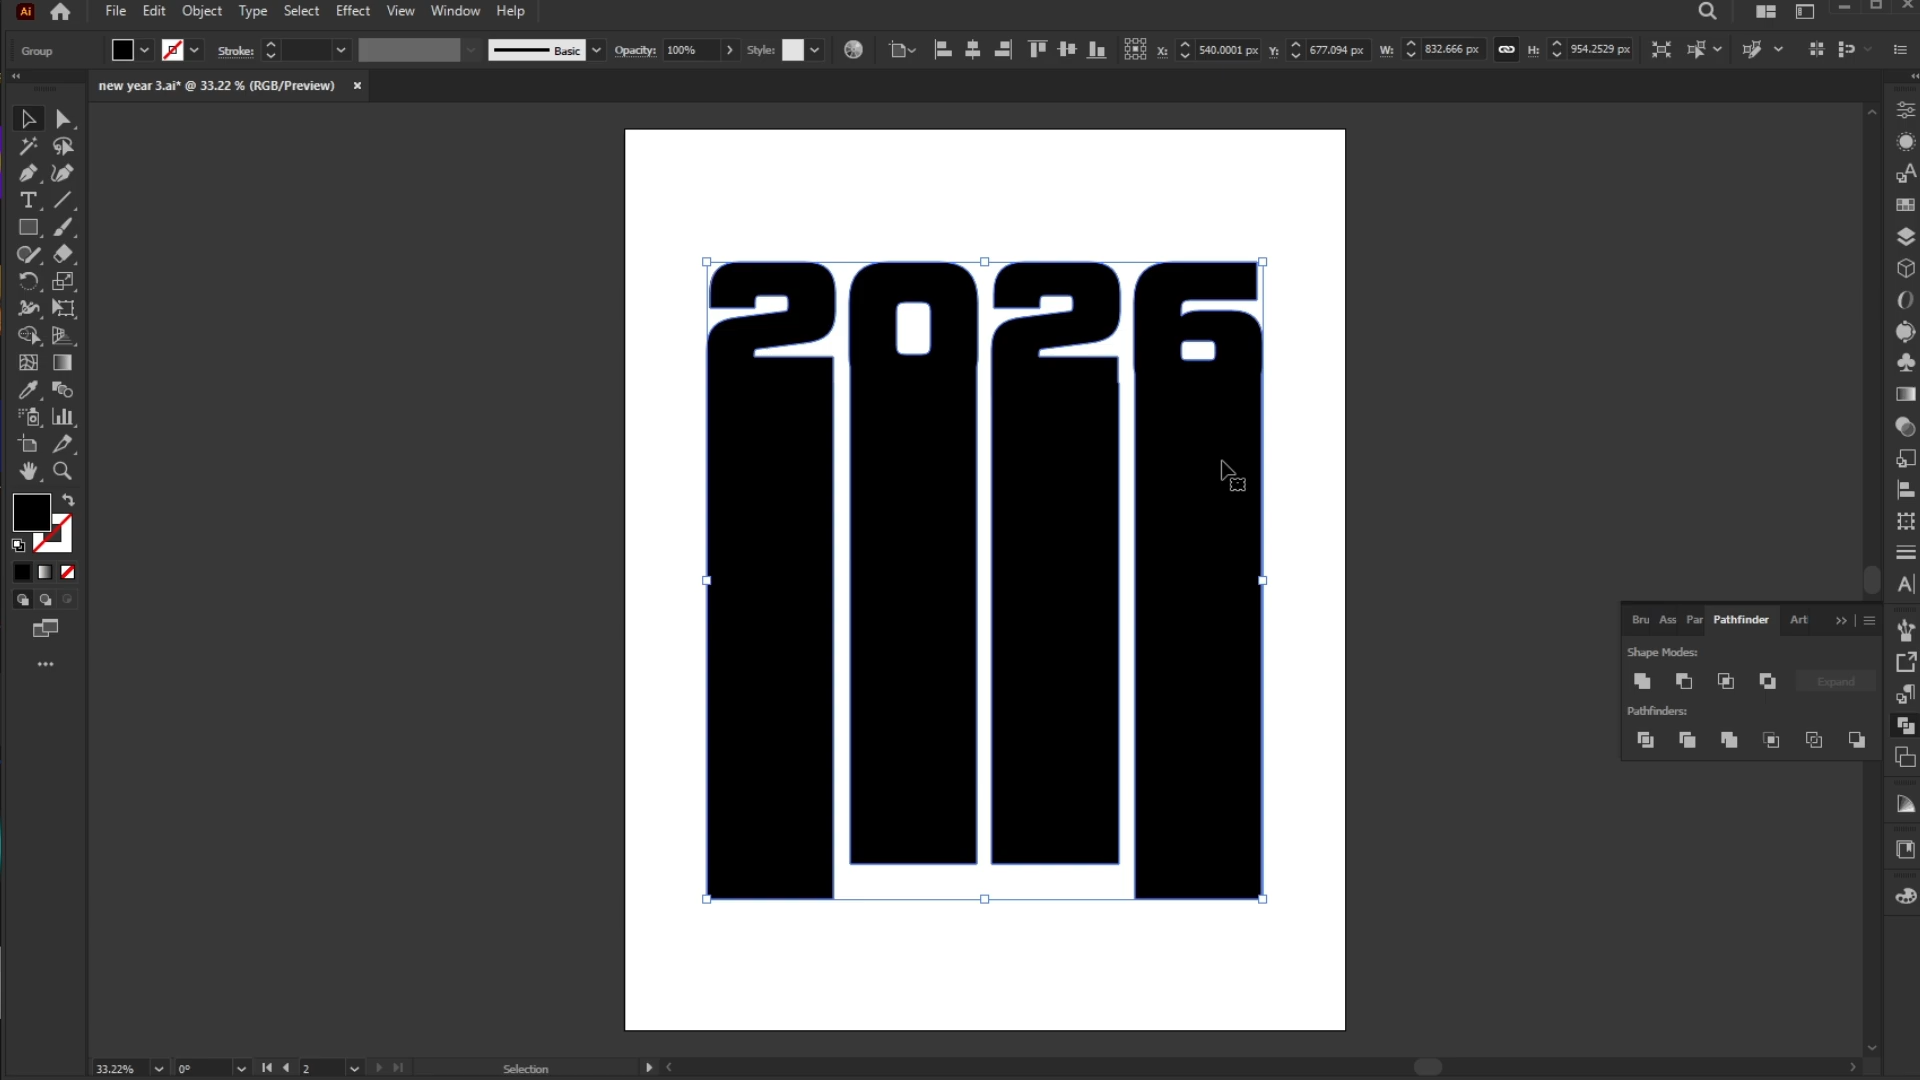 Ai File Edit Object Type Select Effect View Window Help
Group Stroke: Basic Opacity: 100% Style: X: 540.0001 px Y: 677.094 px W: 832.666 px H: 954.2529 px
new year 3.ai* @ 33.22 % (RGB/Preview) ×
2026
Bru Ass Par Pathfinder Art
Shape Modes:
Expand
Pathfinders:
33.22% 0° 2 Selection